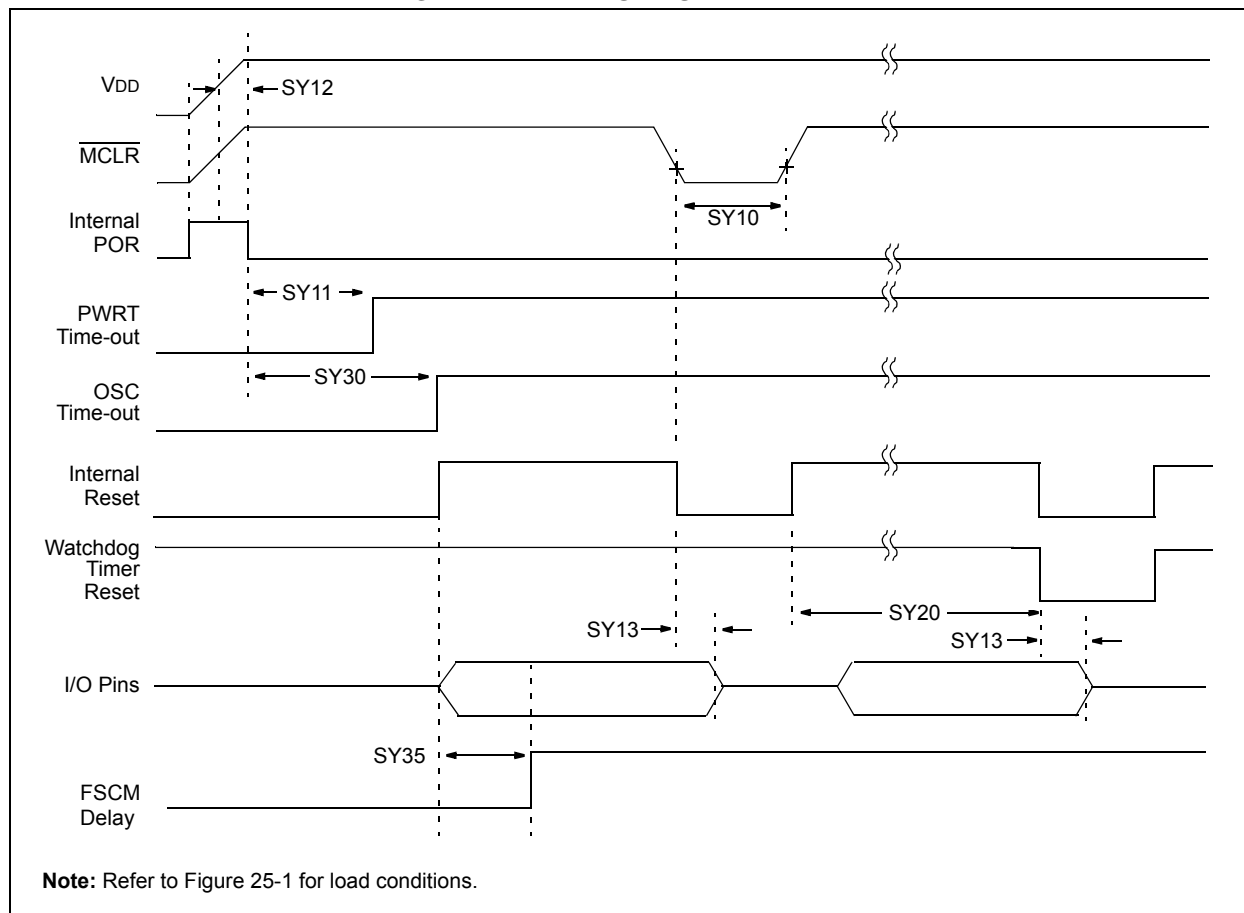 VDD
SY12
MCLR
SY10
Internal
POR
SY11
PWRT
Time-out
SY30
OSC
Time-out
Internal
Reset
Watchdog
Timer
Reset
SY20
SY13
SY13
I/O Pins
SY35
FSCM
Delay
Note: Refer to Figure 25-1 for load conditions.